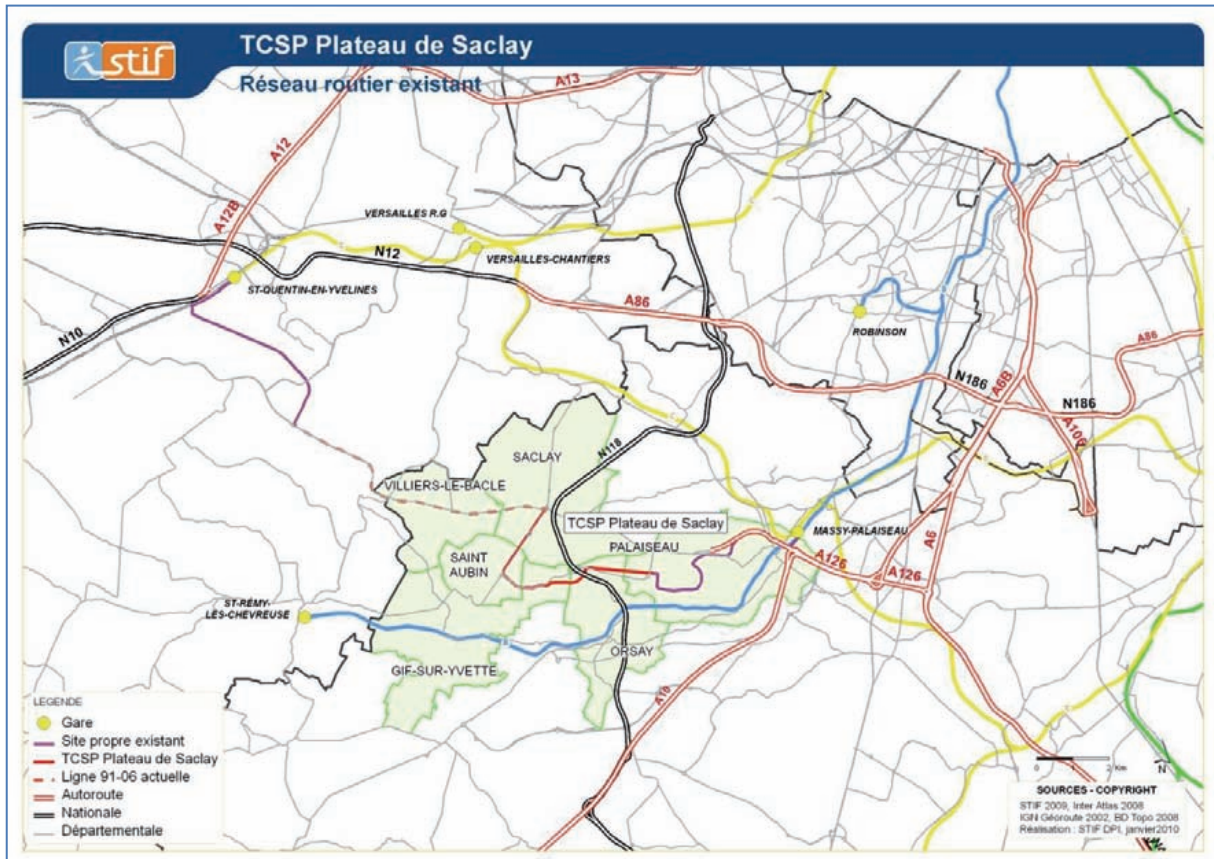 stif
TCSP Plateau de Saclay
Réseau routier existant
A13
A12
A12B
VERSAILLES R.G
N12
VERSAILLES-CHANTIERS
ST-QUENTIN-EN-YVELINES
A86
N10
ROBINSON
A86
N186
A6B
N186
A106
N118
SACLAY
VILLIERS-LE-BACLE
TCSP Plateau de Saclay
MASSY-PALAISEAU
PALAISEAU
A6
SAINT
AUBIN
A126
A126
ST-RÉMY-
LES-CHEVREUSE
ORSAY
GIF-SUR-YVETTE
A10
LEGENDE
Gare
Site propre existant
TCSP Plateau de Saclay
Ligne 91-06 actuelle
Autoroute
Nationale
Départementale
0 1 2 Km
N
SOURCES - COPYRIGHT
STIF 2009, Inter Atlas 2008
IGN Géoroute 2002, BD Topo 2008
Réalisation : STIF DPI, janvier2010